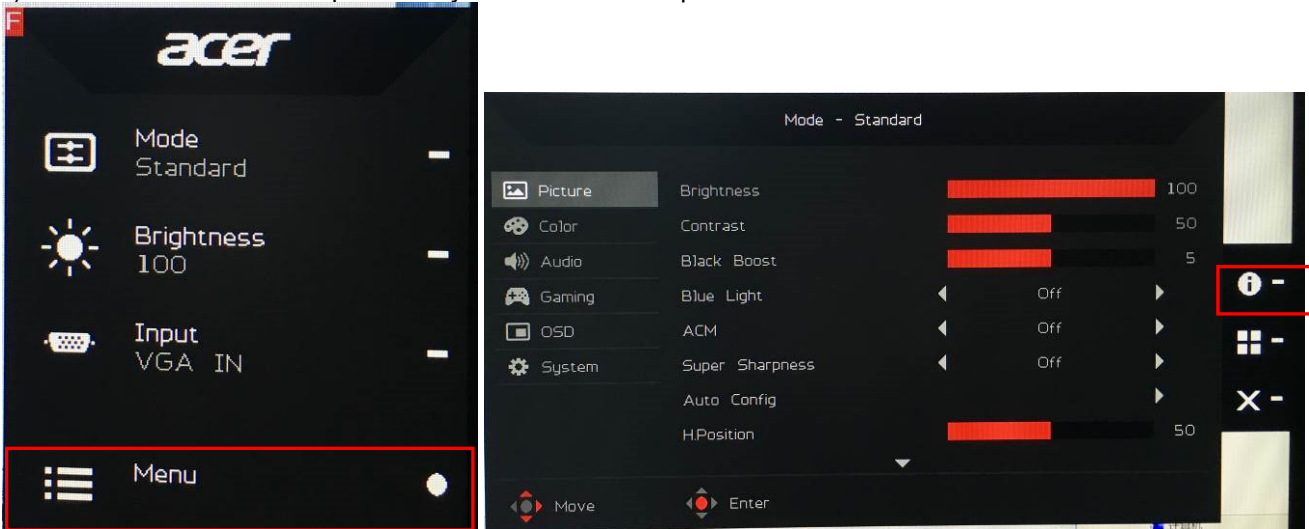 F
acer
Mode
Standard
Brightness
100
Input
VGA IN
Menu
Mode - Standard
Picture
Color
Audio
Gaming
OSD
System
Brightness 100
Contrast 50
Black Boost 5
Blue Light Off
ACM Off
Super Sharpness Off
Auto Config
H.Position 50
Move Enter